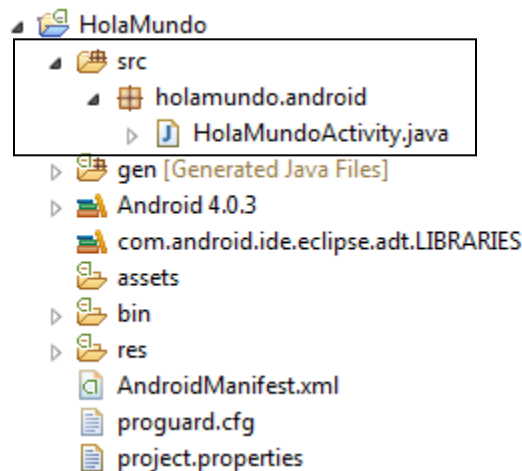 HolaMundo
src
holamundo.android
HolaMundoActivity.java
gen [Generated Java Files]
Android 4.0.3
com.android.ide.eclipse.adt.LIBRARIES
assets
bin
res
AndroidManifest.xml
proguard.cfg
project.properties